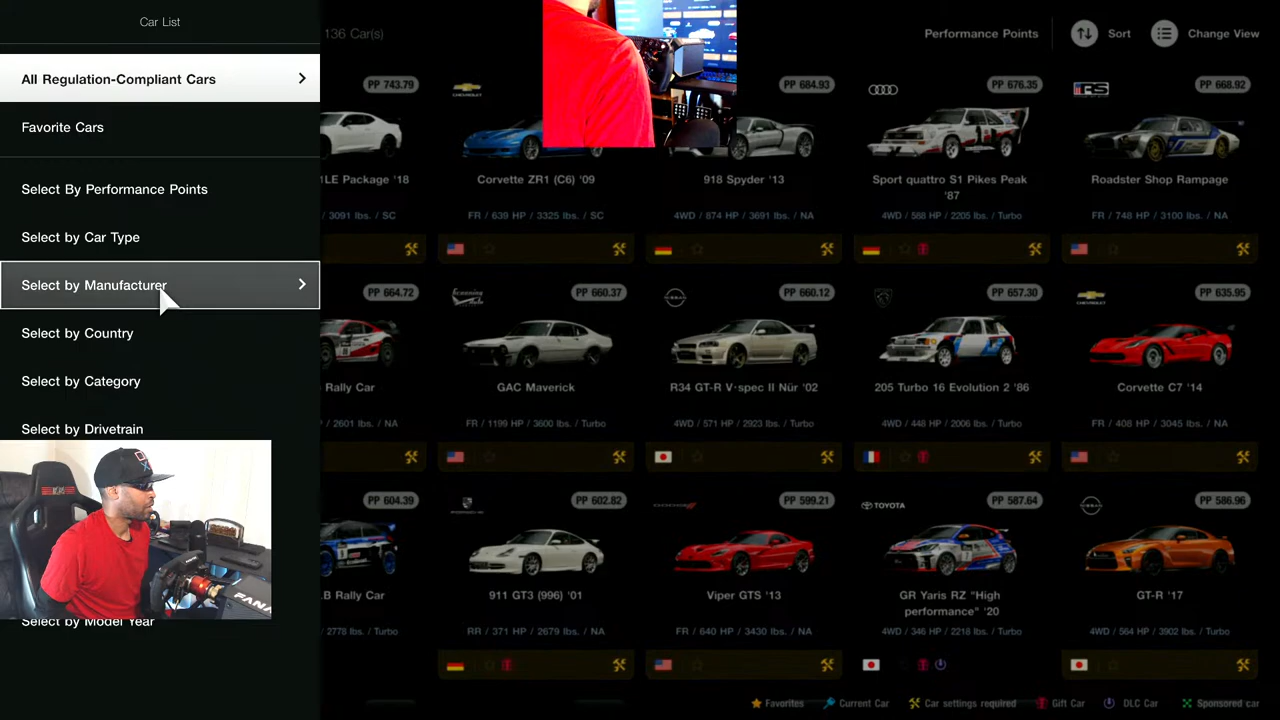 Car List
136 Car(s)
Performance Points
Sort
Change View
All Regulation-Compliant Cars
Favorite Cars
Select By Performance Points
Select by Car Type
Select by Manufacturer
Select by Country
Select by Category
Select by Drivetrain
Select by Model Year
PP 743.79
CHEVROLET
PP 684.93
PP 676.35
PP 668.92
1LE Package '18
Corvette ZR1 (C6) '09
918 Spyder '13
Sport quattro S1 Pikes Peak
'87
Roadster Shop Rampage
/ 3091 lbs. / SC
FR / 639 HP / 3325 lbs. / SC
4WD / 874 HP / 3691 lbs. / NA
4WD / 588 HP / 2205 lbs. / Turbo
FR / 748 HP / 3100 lbs. / NA
PP 664.72
PP 660.37
PP 660.12
PP 657.30
CHEVROLET
PP 635.95
Rally Car
GAC Maverick
R34 GT-R V·spec II Nür '02
205 Turbo 16 Evolution 2 '86
Corvette C7 '14
/ 2601 lbs. / NA
FR / 1199 HP / 3600 lbs. / Turbo
4WD / 571 HP / 2923 lbs. / Turbo
4WD / 448 HP / 2006 lbs. / Turbo
FR / 408 HP / 3045 lbs. / NA
PP 604.39
PP 602.82
PP 599.21
TOYOTA
PP 587.64
PP 586.96
.B Rally Car
911 GT3 (996) '01
Viper GTS '13
GR Yaris RZ "High
performance" '20
GT-R '17
/ 2778 lbs. / Turbo
RR / 371 HP / 2679 lbs. / NA
FR / 640 HP / 3430 lbs. / NA
4WD / 346 HP / 2218 lbs. / Turbo
4WD / 564 HP / 3902 lbs. / Turbo
Favorites
Current Car
Car settings required
Gift Car
DLC Car
Sponsored car